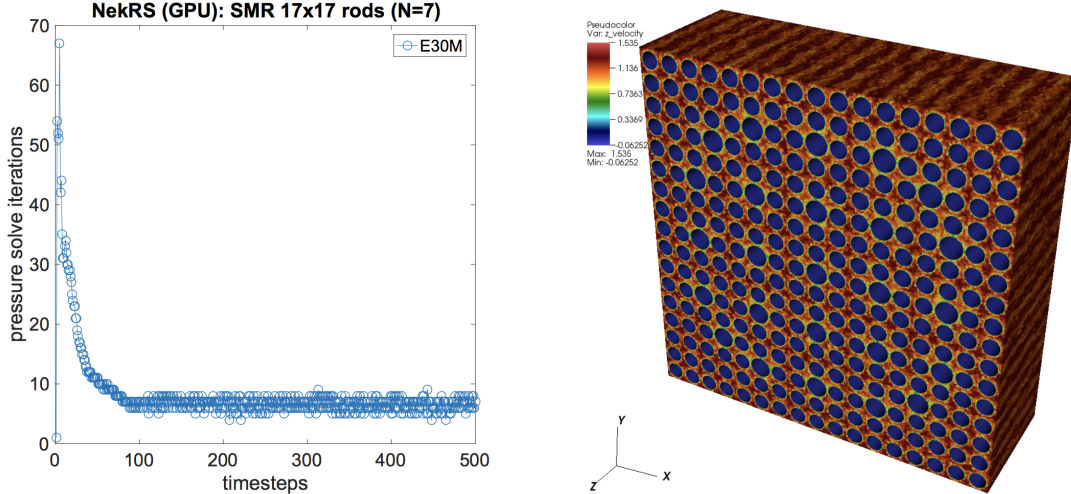 NekRS (GPU): SMR 17x17 rods (N=7)
70
60
50
40
30
20
10
0
pressure solve iterations
E30M
0
100
200
300
400
500
timesteps
Pseudocolor
Var: z_velocity
1.535
1.136
0.7363
0.3369
-0.06252
Max: 1.535
Min: -0.06252
Y
X
Z